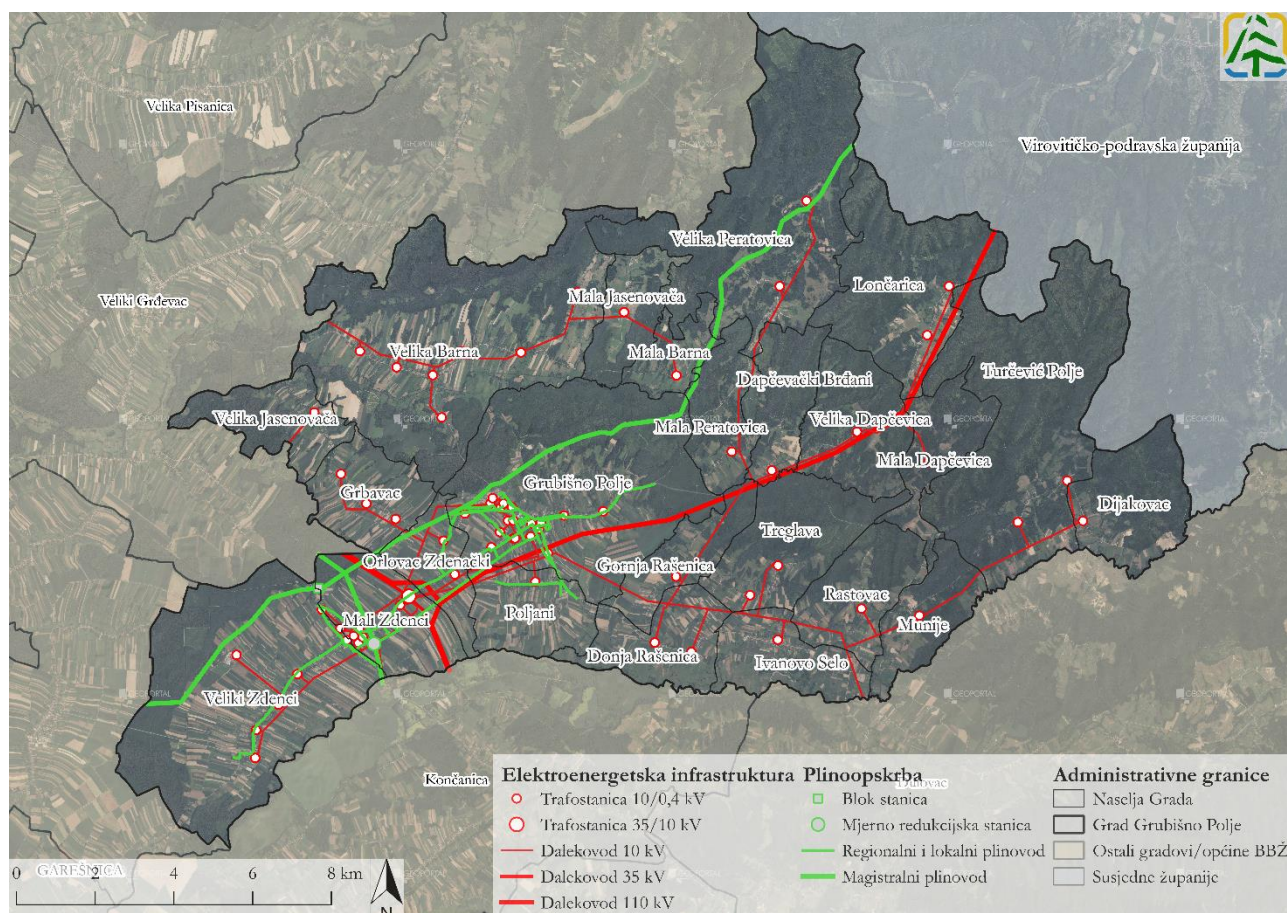 Velika Pisanica
Virovitičko-podravska županija
Velika Peratovica
Veliki Grđevac
Lončarica
Mala Jasenovača
Velika Barna
Mala Barna
Dapčevački Brđani
Turčević Polje
Velika Jasenovača
Mala Peratovica
Velika Dapčevica
Mala Dapčevica
Grbavac
Grubišno Polje
Dijakovac
Treglava
Orlovac Zdenački
Gornja Rašenica
Rastovac
Mali Zdenci
Poljani
Munije
Donja Rašenica
Ivanovo Selo
Veliki Zdenci
Končanica
Đulovac
GAREŠNICA
GEOPORTAL
0 2 4 8 km
N
Elektroenergetska infrastruktura
Trafostanica 10/0,4 kV
Trafostanica 35/10 kV
Dalekovod 10 kV
Dalekovod 35 kV
Dalekovod 110 kV
Plinoopskrba
Blok stanica
Mjerno redukcijska stanica
Regionalni i lokalni plinovod
Magistralni plinovod
Administrativne granice
Naselja Grada
Grad Grubišno Polje
Ostali gradovi/općine BBŽ
Susjedne županije